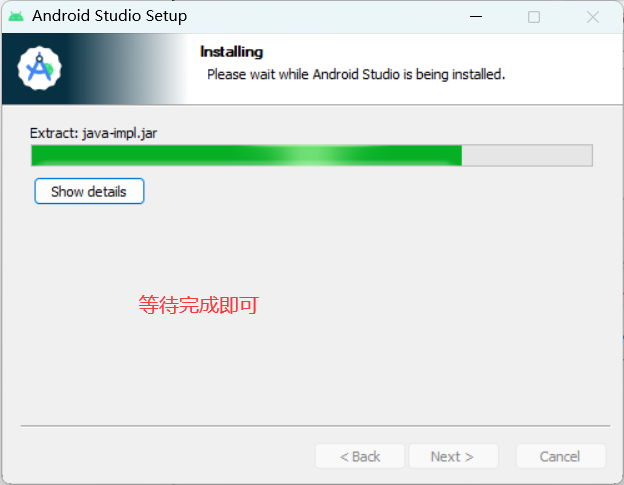 Android Studio Setup
Installing
Please wait while Android Studio is being installed.
Extract: java-impl.jar
Show details
等待完成即可
< Back
Next >
Cancel